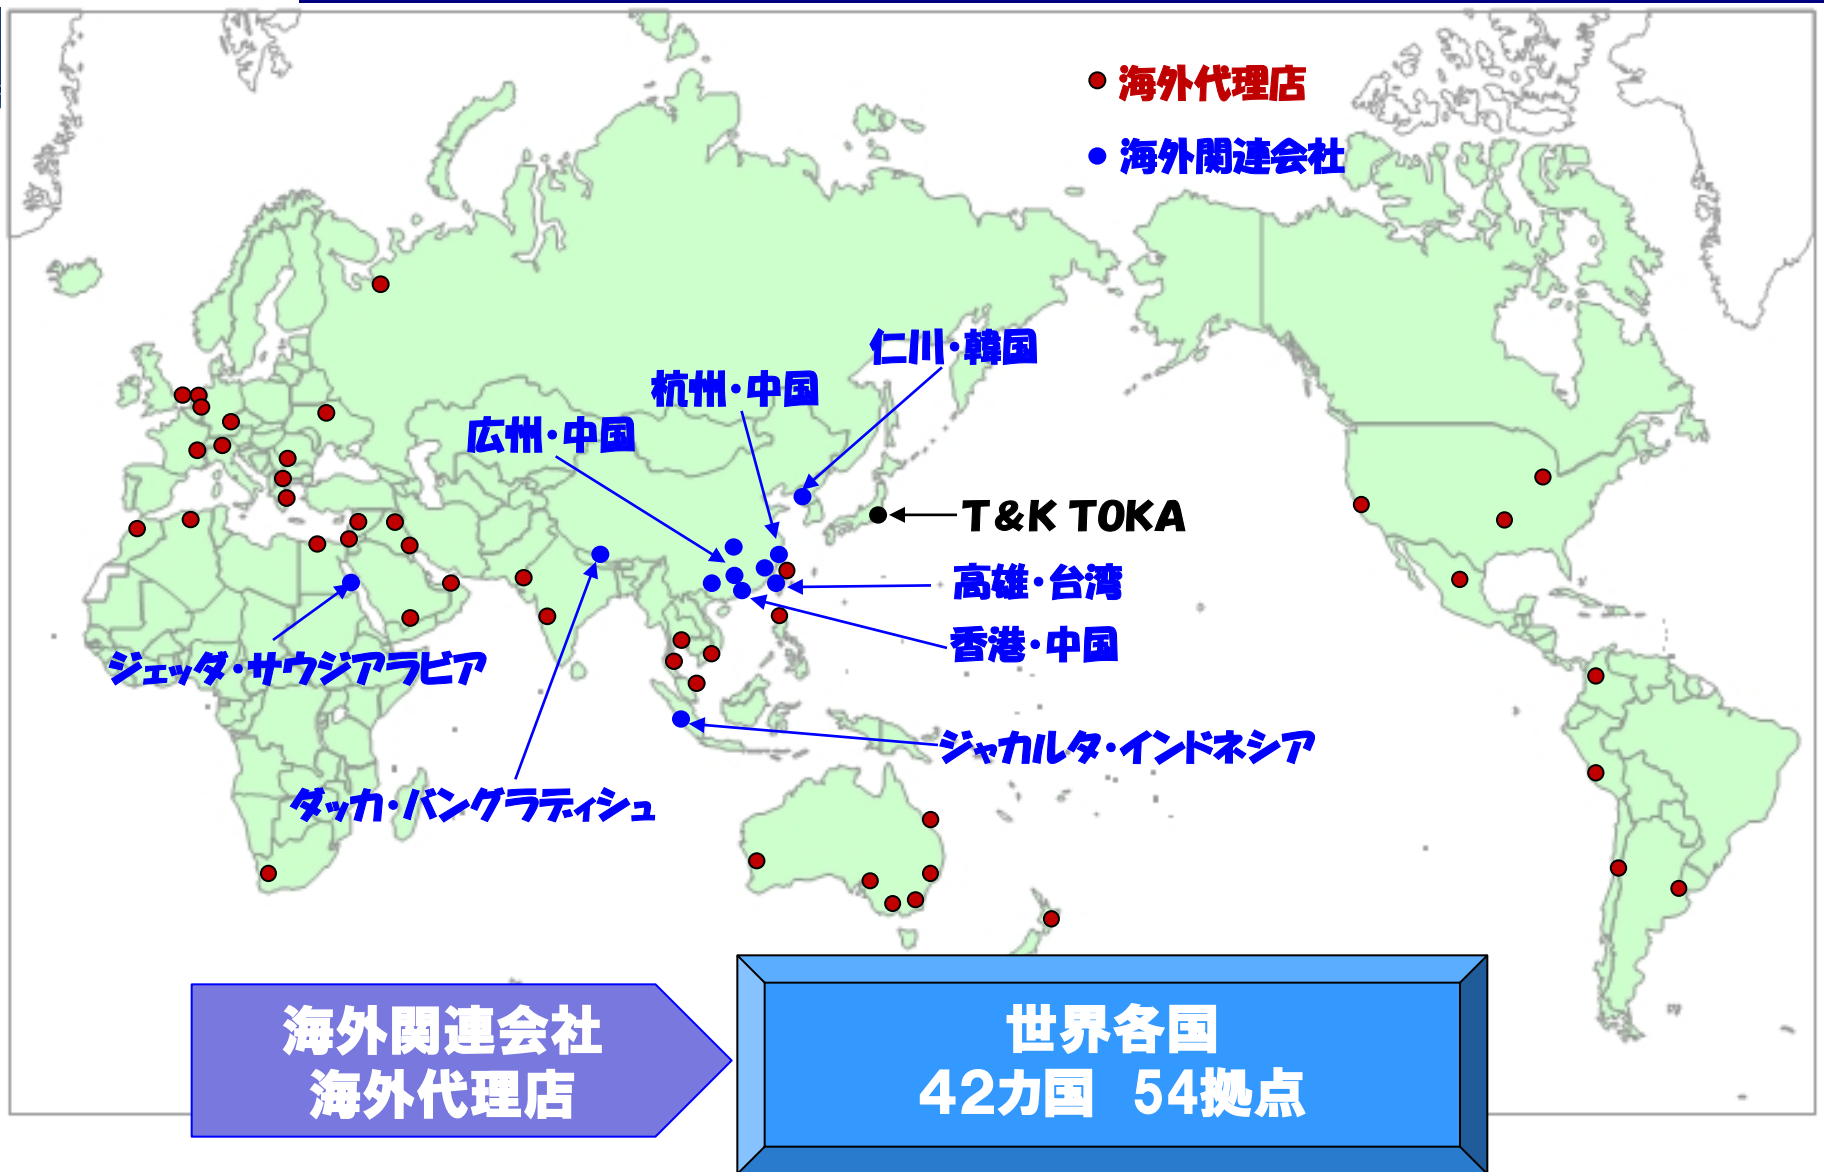 海外代理店
海外関連会社
仁川・韓国
杭州・中国
広州・中国
T&K TOKA
高雄・台湾
香港・中国
ジェッダ・サウジアラビア
ジャカルタ・インドネシア
ダッカ・バングラディシュ
海外関連会社
海外代理店
世界各国
４２カ国　５４拠点